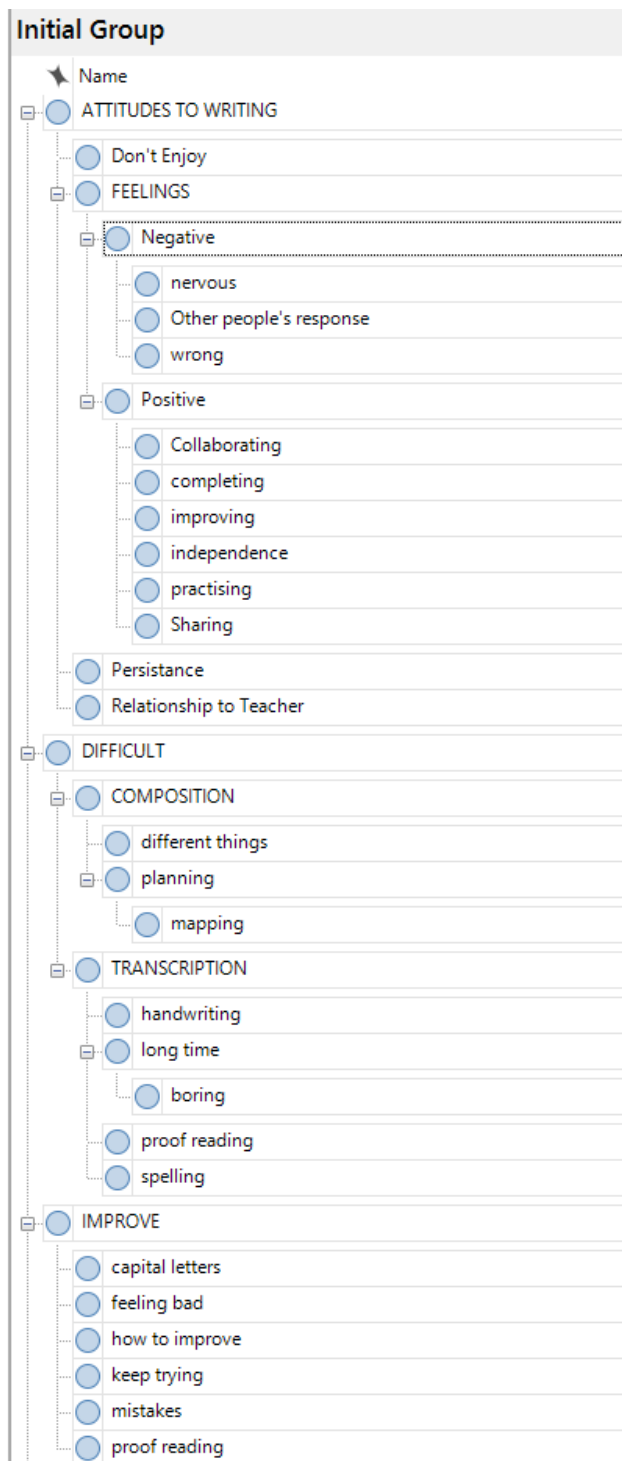 Initial Group
Name
ATTITUDES TO WRITING
Don't Enjoy
FEELINGS
Negative
nervous
Other people's response
wrong
Positive
Collaborating
completing
improving
independence
practising
Sharing
Persistance
Relationship to Teacher
DIFFICULT
COMPOSITION
different things
planning
mapping
TRANSCRIPTION
handwriting
long time
boring
proof reading
spelling
IMPROVE
capital letters
feeling bad
how to improve
keep trying
mistakes
proof reading